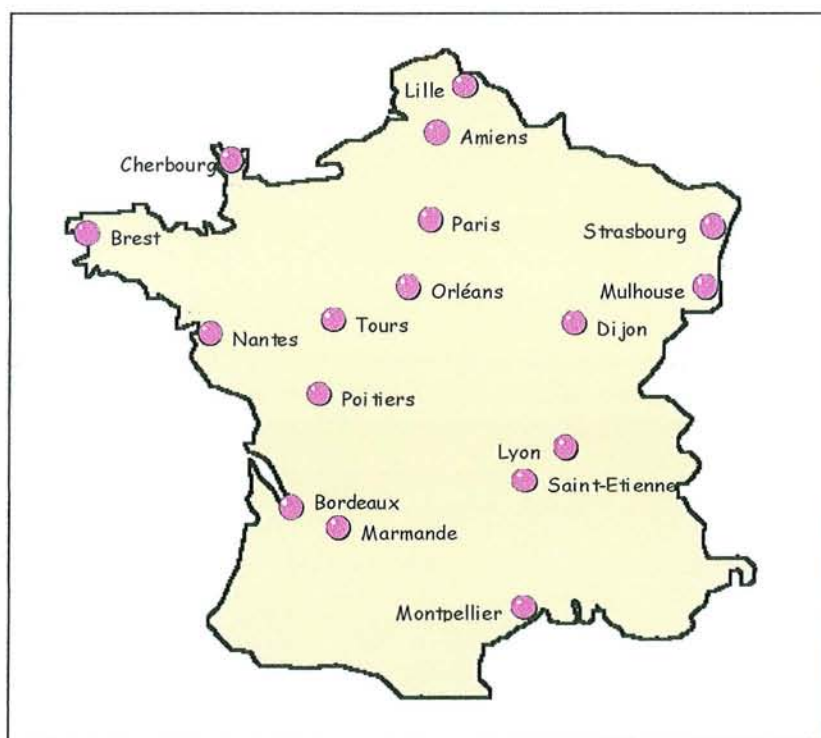 Lille
Amiens
Cherbourg
Paris
Strasbourg
Brest
Orléans
Mulhouse
Tours
Dijon
Nantes
Poitiers
Lyon
Saint-Etienne
Bordeaux
Marmande
Montpellier